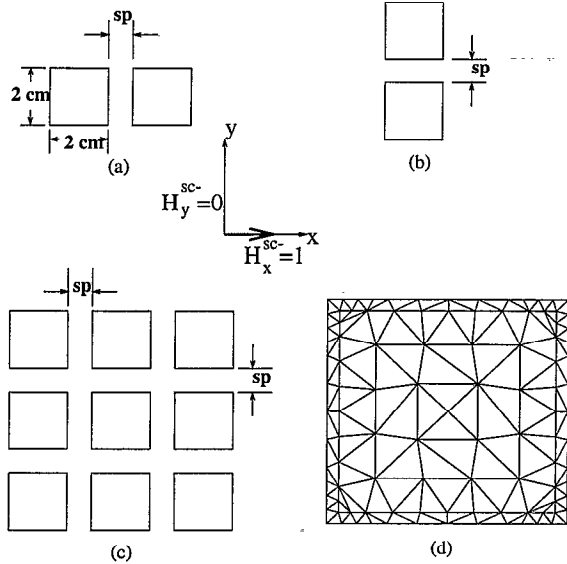 sp
2 cm
2 cm
(a)
sp
(b)
y
H_y^{sc-}=0
x
H_x^{sc-}=1
sp
sp
(c)
(d)